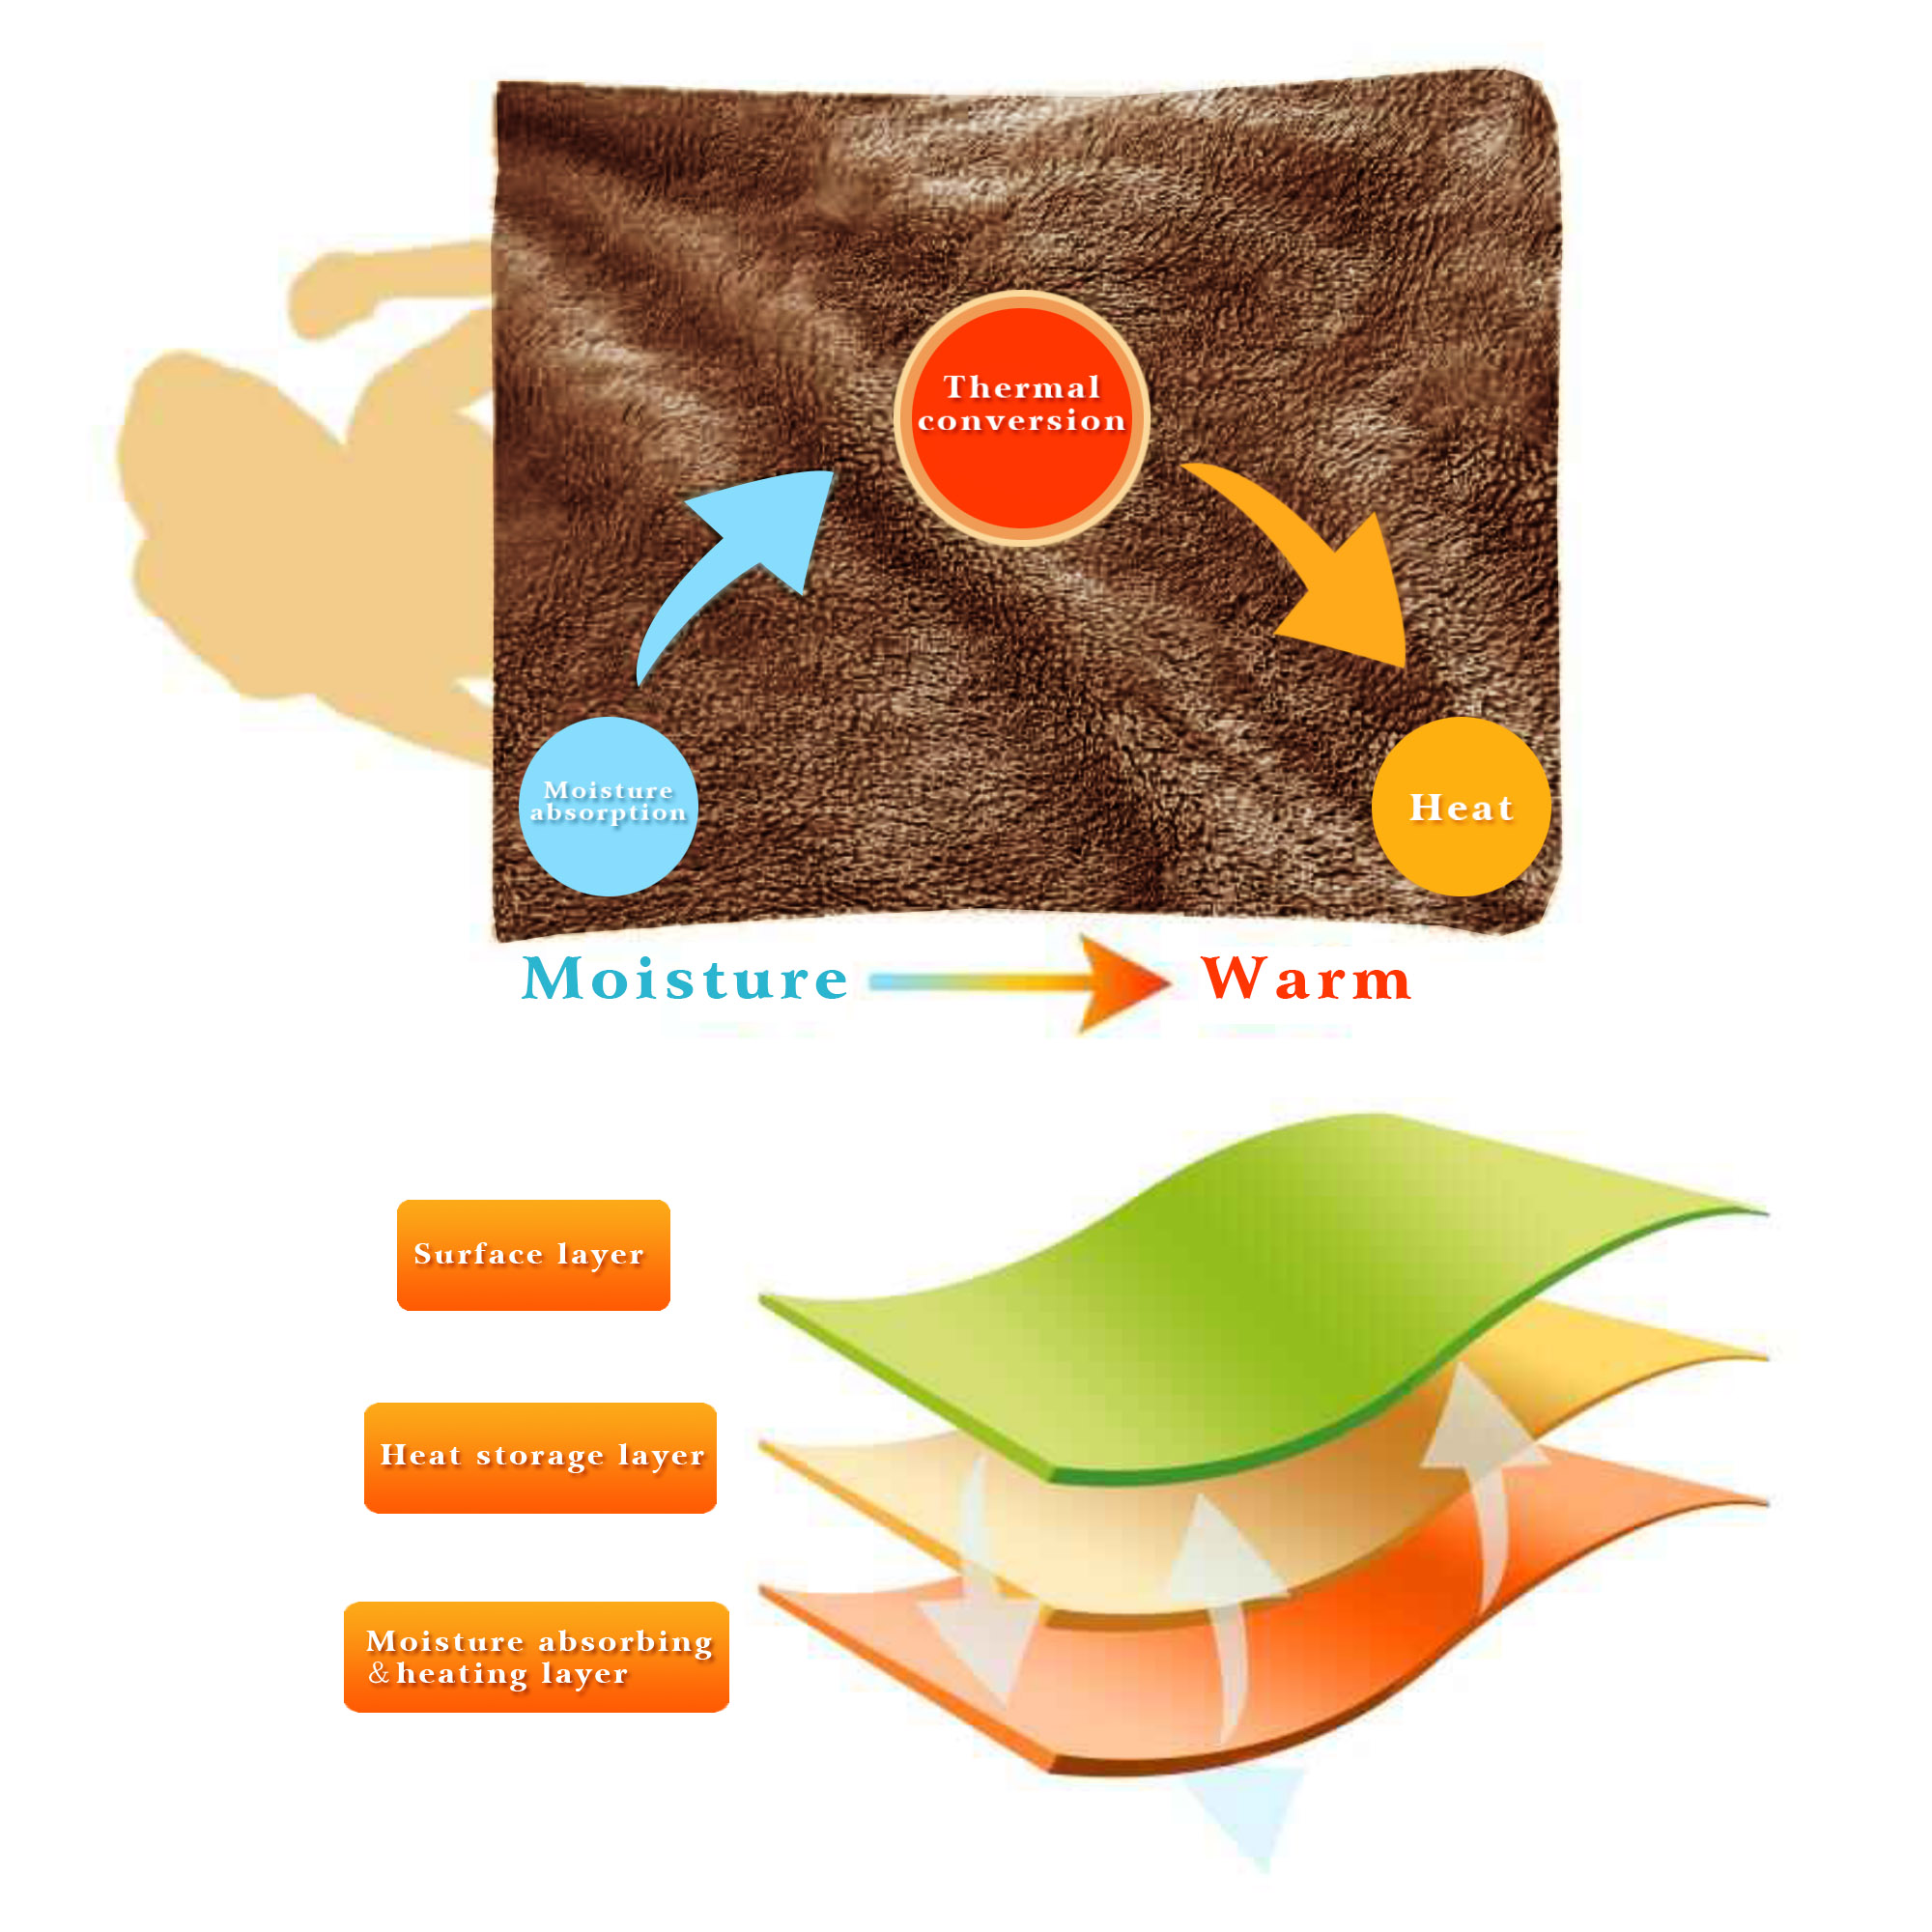 Thermal
conversion
Moisture
absorption
Heat
Moisture
Warm
Surface layer
Heat storage layer
Moisture absorbing
&heating layer